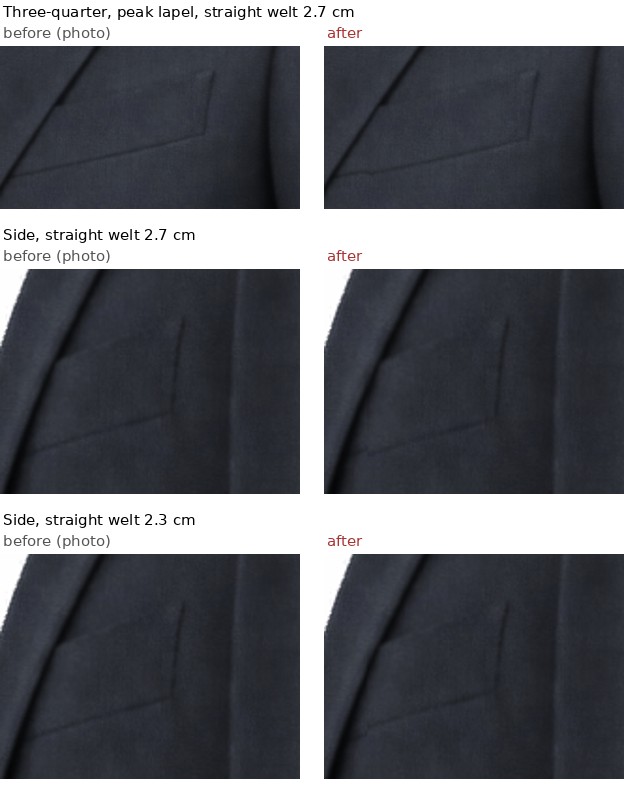 Three-quarter, peak lapel, straight welt 2.7 cm
before (photo)
after
Side, straight welt 2.7 cm
before (photo)
after
Side, straight welt 2.3 cm
before (photo)
after